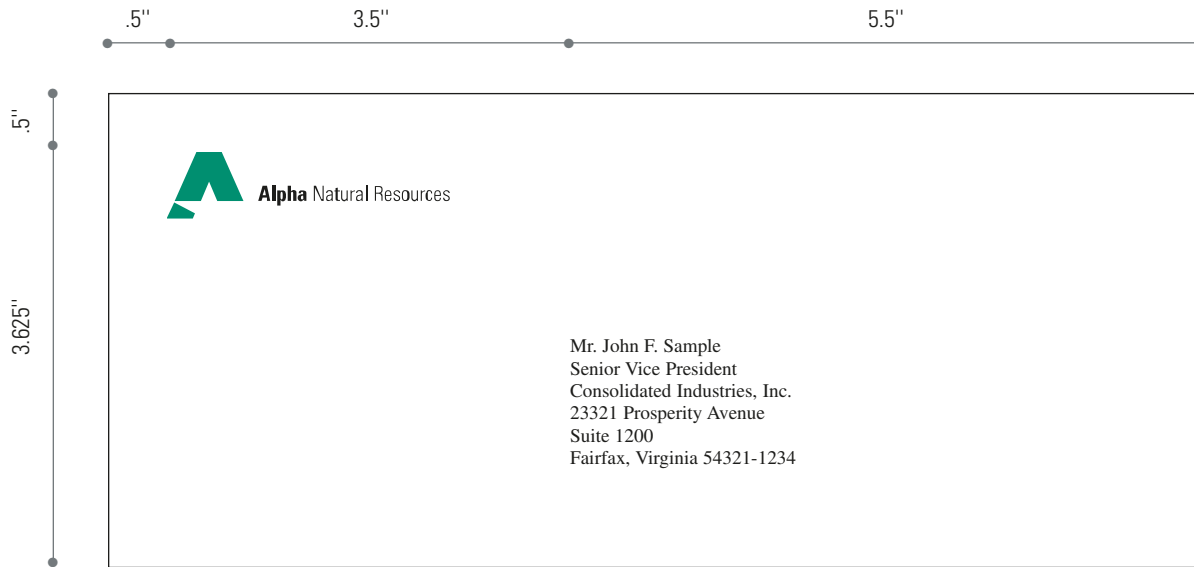 .5" 3.5" 5.5"
.5"
Alpha Natural Resources
3.625"
Mr. John F. Sample
Senior Vice President
Consolidated Industries, Inc.
23321 Prosperity Avenue
Suite 1200
Fairfax, Virginia 54321-1234